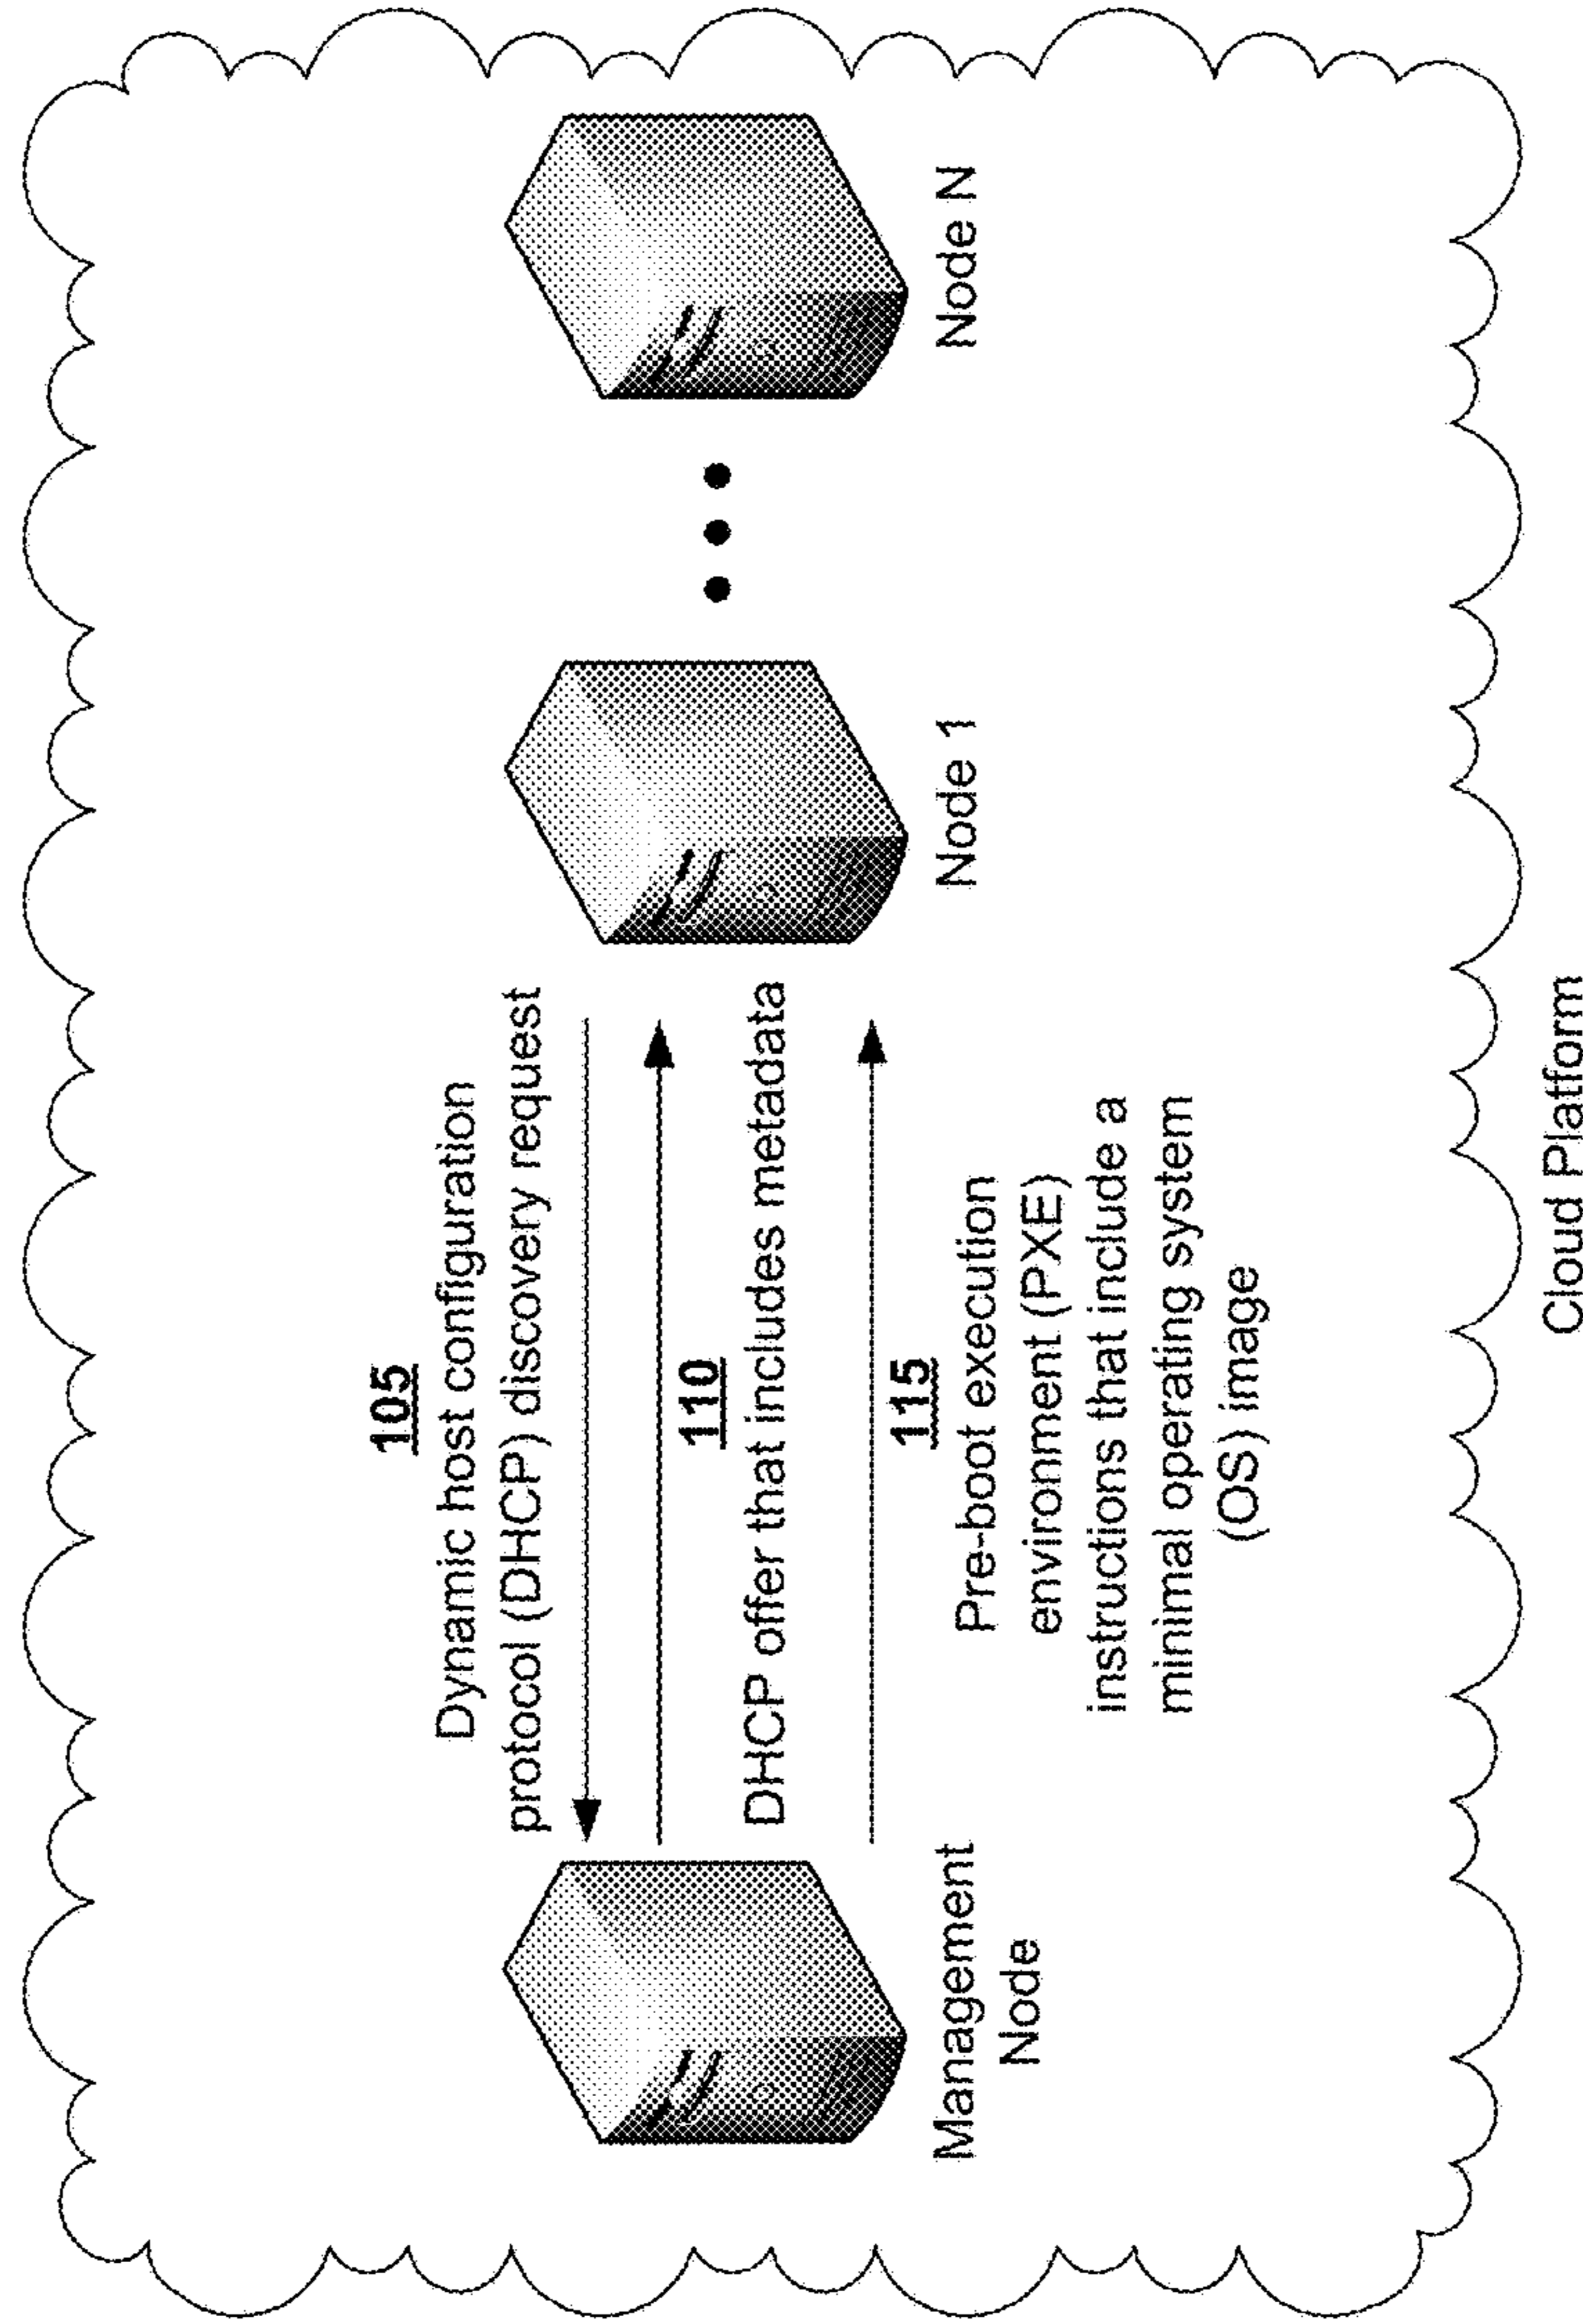 105
Dynamic host configuration
protocol (DHCP) discovery request
110
DHCP offer that includes metadata
115
Pre-boot execution
environment (PXE)
instructions that include a
minimal operating system
(OS) image
Management
Node
Node 1
Node N
Cloud Platform